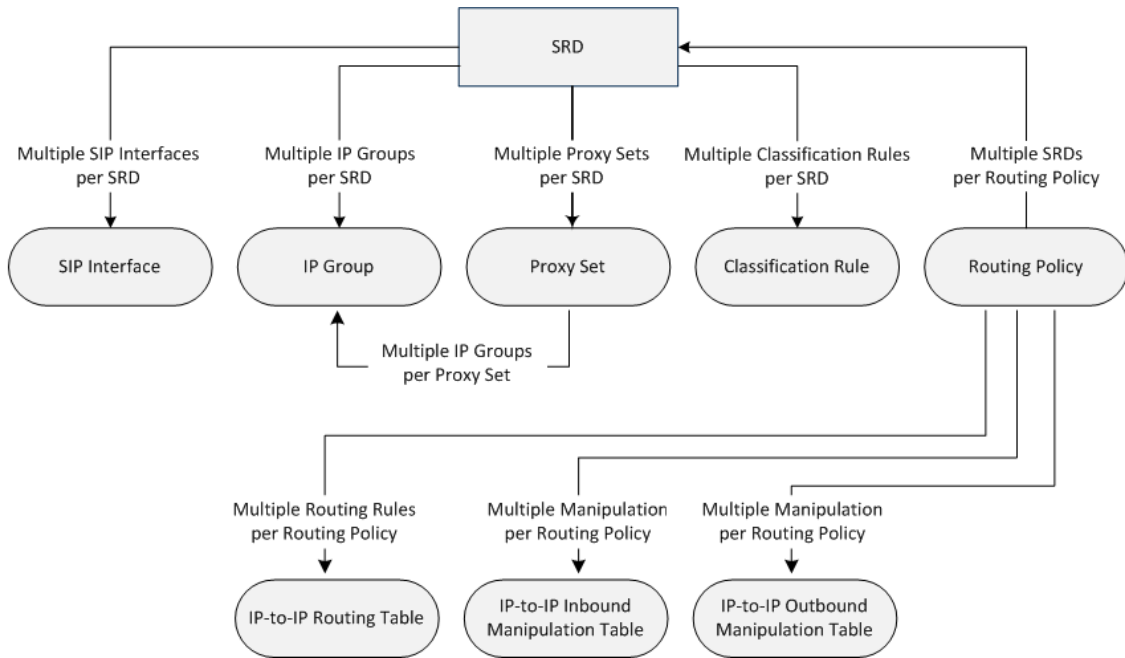 SRD
Multiple SIP Interfaces
per SRD
Multiple IP Groups
per SRD
Multiple Proxy Sets
per SRD
Multiple Classification Rules
per SRD
Multiple SRDs
per Routing Policy
SIP Interface
IP Group
Proxy Set
Classification Rule
Routing Policy
Multiple IP Groups
per Proxy Set
Multiple Routing Rules
per Routing Policy
Multiple Manipulation
per Routing Policy
Multiple Manipulation
per Routing Policy
IP-to-IP Routing Table
IP-to-IP Inbound
Manipulation Table
IP-to-IP Outbound
Manipulation Table